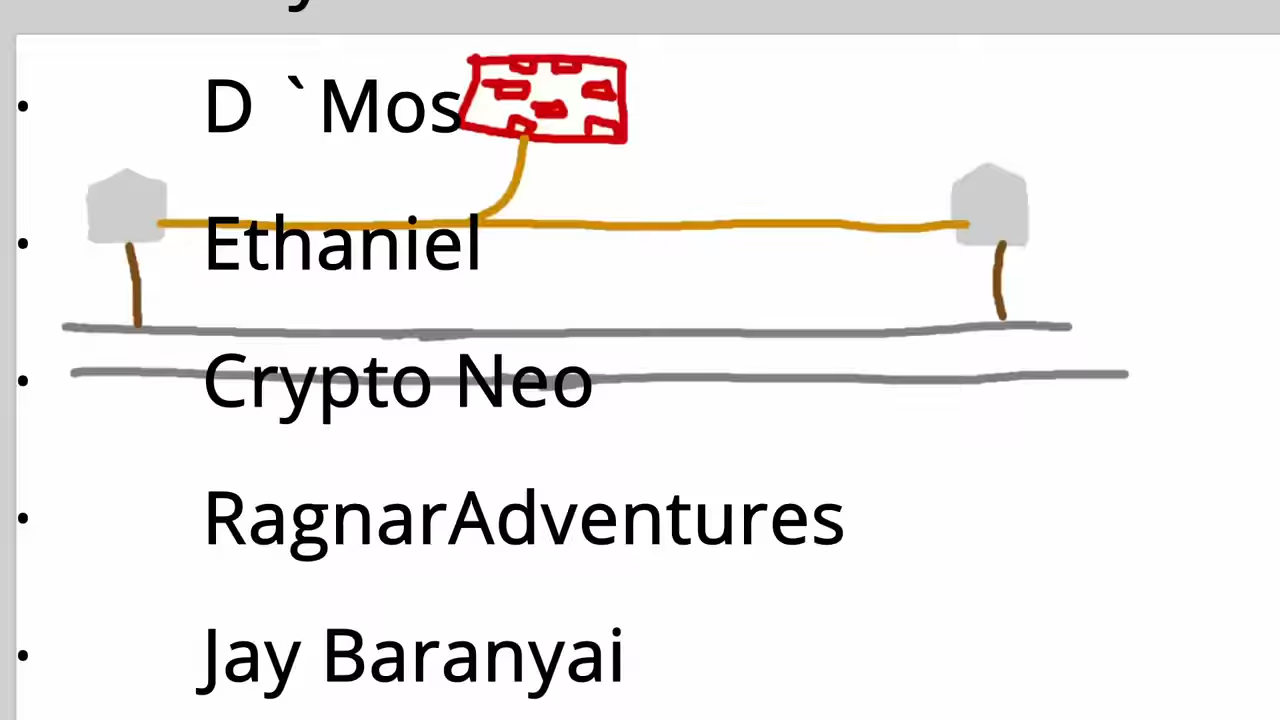 • D `Mos
• Ethaniel
• Crypto Neo
• RagnarAdventures
• Jay Baranyai